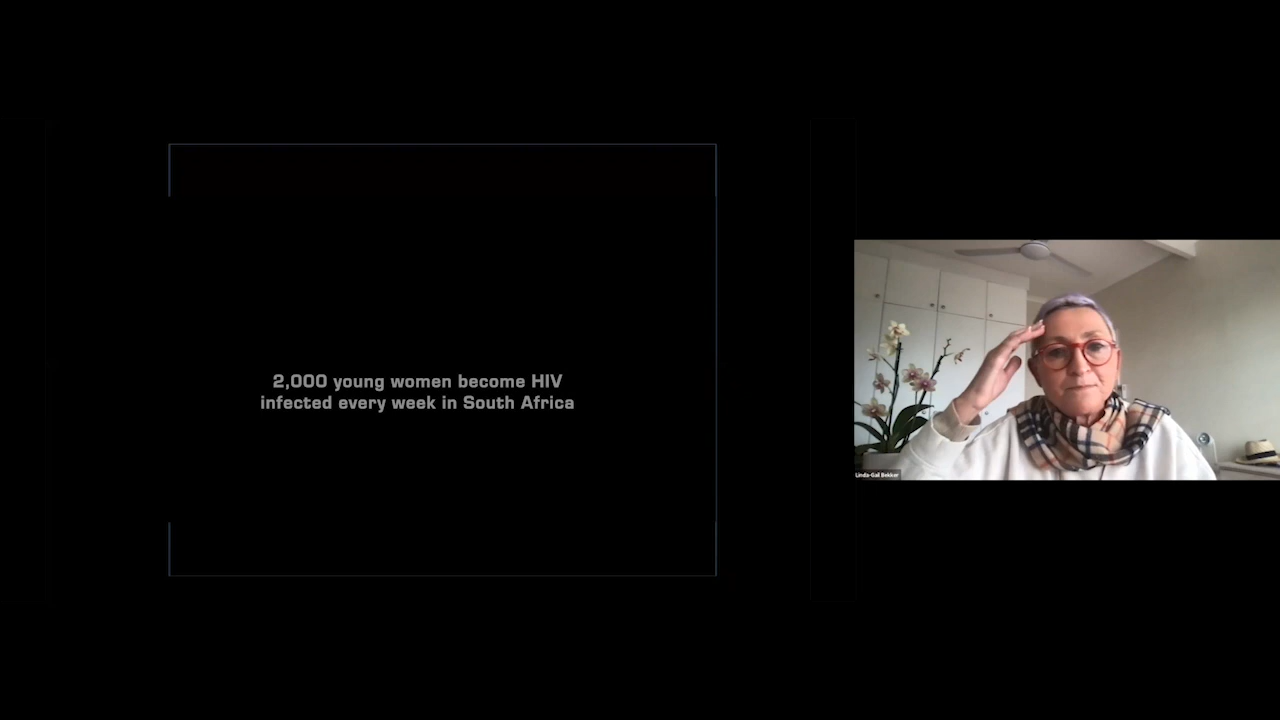 2,000 young women become HIV
infected every week in South Africa
Linda-Gail Bekker